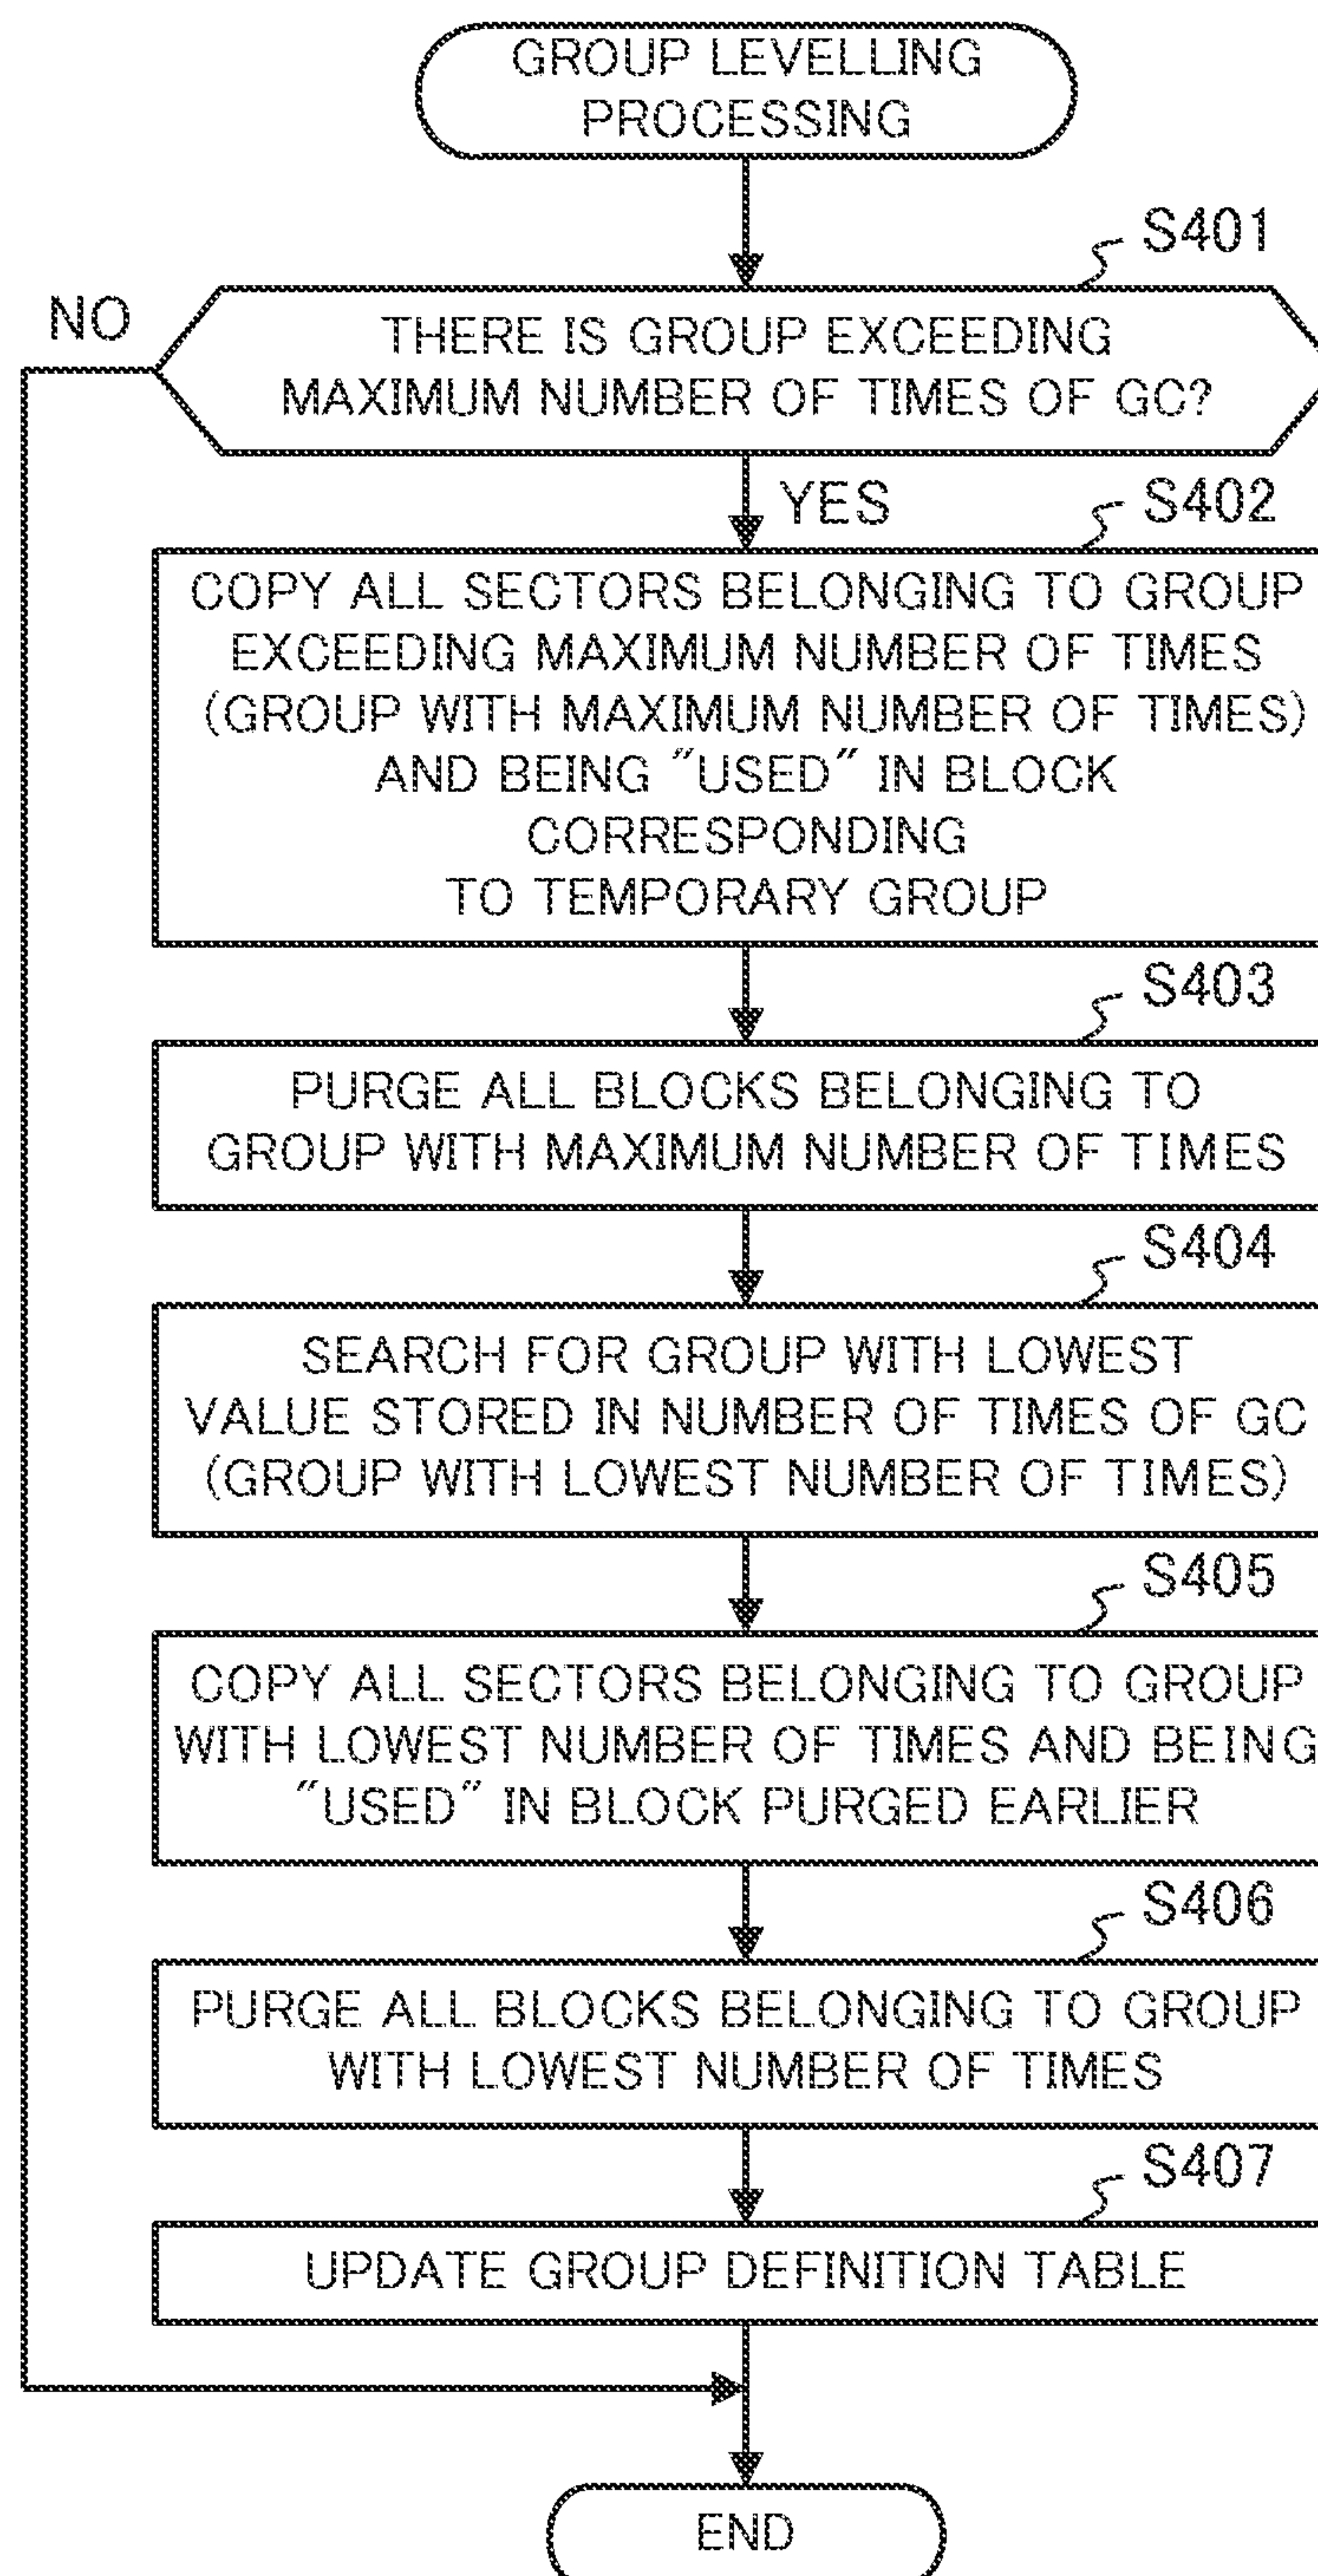 GROUP LEVELLING
PROCESSING
S401
NO
THERE IS GROUP EXCEEDING
MAXIMUM NUMBER OF TIMES OF GC?
YES
S402
COPY ALL SECTORS BELONGING TO GROUP
EXCEEDING MAXIMUM NUMBER OF TIMES
(GROUP WITH MAXIMUM NUMBER OF TIMES)
AND BEING "USED" IN BLOCK
CORRESPONDING
TO TEMPORARY GROUP
S403
PURGE ALL BLOCKS BELONGING TO
GROUP WITH MAXIMUM NUMBER OF TIMES
S404
SEARCH FOR GROUP WITH LOWEST
VALUE STORED IN NUMBER OF TIMES OF GC
(GROUP WITH LOWEST NUMBER OF TIMES)
S405
COPY ALL SECTORS BELONGING TO GROUP
WITH LOWEST NUMBER OF TIMES AND BEING
"USED" IN BLOCK PURGED EARLIER
S406
PURGE ALL BLOCKS BELONGING TO GROUP
WITH LOWEST NUMBER OF TIMES
S407
UPDATE GROUP DEFINITION TABLE
END